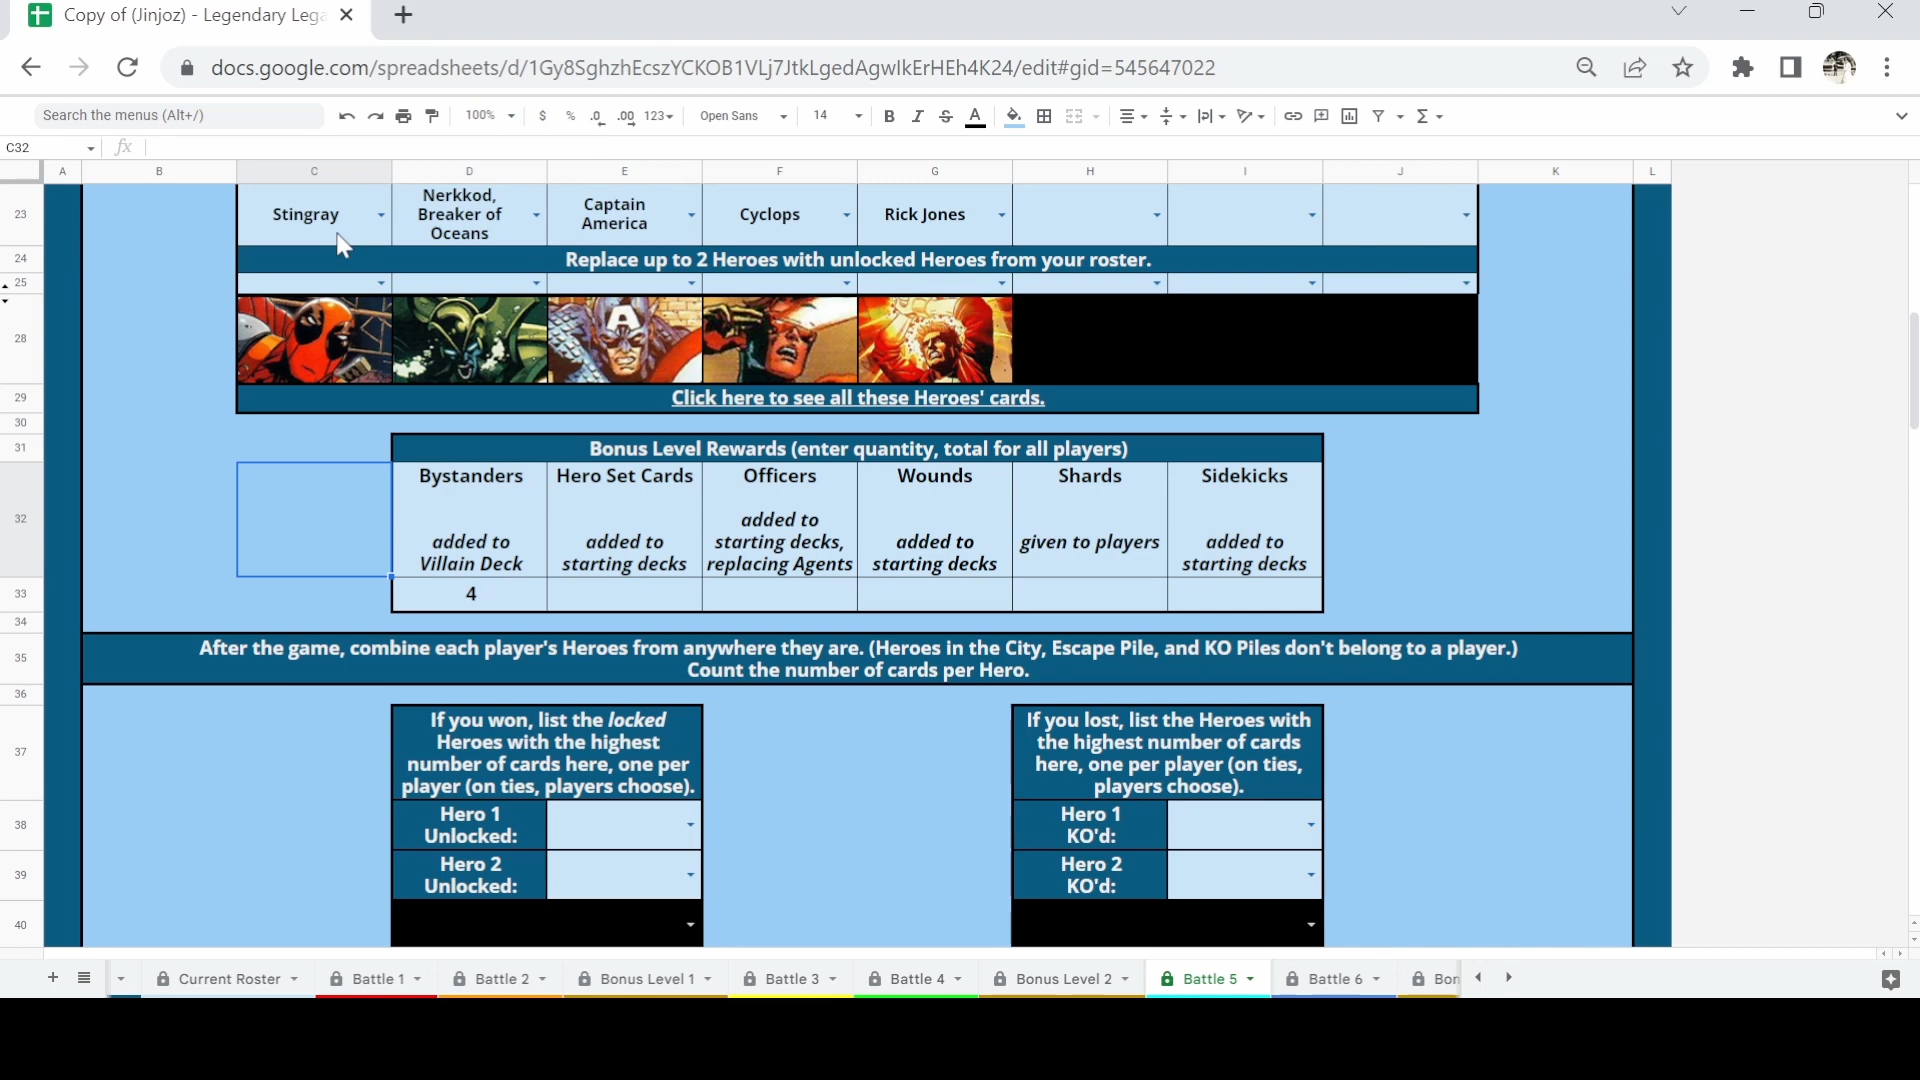 Copy of (Jinjoz) - Legendary Lega
docs.google.com/spreadsheets/d/1Gy8SghzhEcszYCKOB1VLj7JtkLgedAgwlkErHEh4K24/edit#gid=545647022
Search the menus (Alt+/)
100%
$ % .0 .00 123
Open Sans
14
B I S A
C32
fx
A B C D E F G H I J K L
23
Stingray
Nerkkod,
Breaker of
Oceans
Captain
America
Cyclops
Rick Jones
24
Replace up to 2 Heroes with unlocked Heroes from your roster.
25
28
29
Click here to see all these Heroes' cards.
30
31
Bonus Level Rewards (enter quantity, total for all players)
32
Bystanders
added to
Villain Deck
Hero Set Cards
added to
starting decks
Officers
added to
starting decks,
replacing Agents
Wounds
added to
starting decks
Shards
given to players
Sidekicks
added to
starting decks
33
4
34
35
After the game, combine each player's Heroes from anywhere they are. (Heroes in the City, Escape Pile, and KO Piles don't belong to a player.)
Count the number of cards per Hero.
36
37
If you won, list the locked
Heroes with the highest
number of cards here, one per
player (on ties, players choose).
If you lost, list the Heroes with
the highest number of cards
here, one per player (on ties,
players choose).
38
Hero 1
Unlocked:
Hero 1
KO'd:
39
Hero 2
Unlocked:
Hero 2
KO'd:
40
Current Roster
Battle 1
Battle 2
Bonus Level 1
Battle 3
Battle 4
Bonus Level 2
Battle 5
Battle 6
Bon